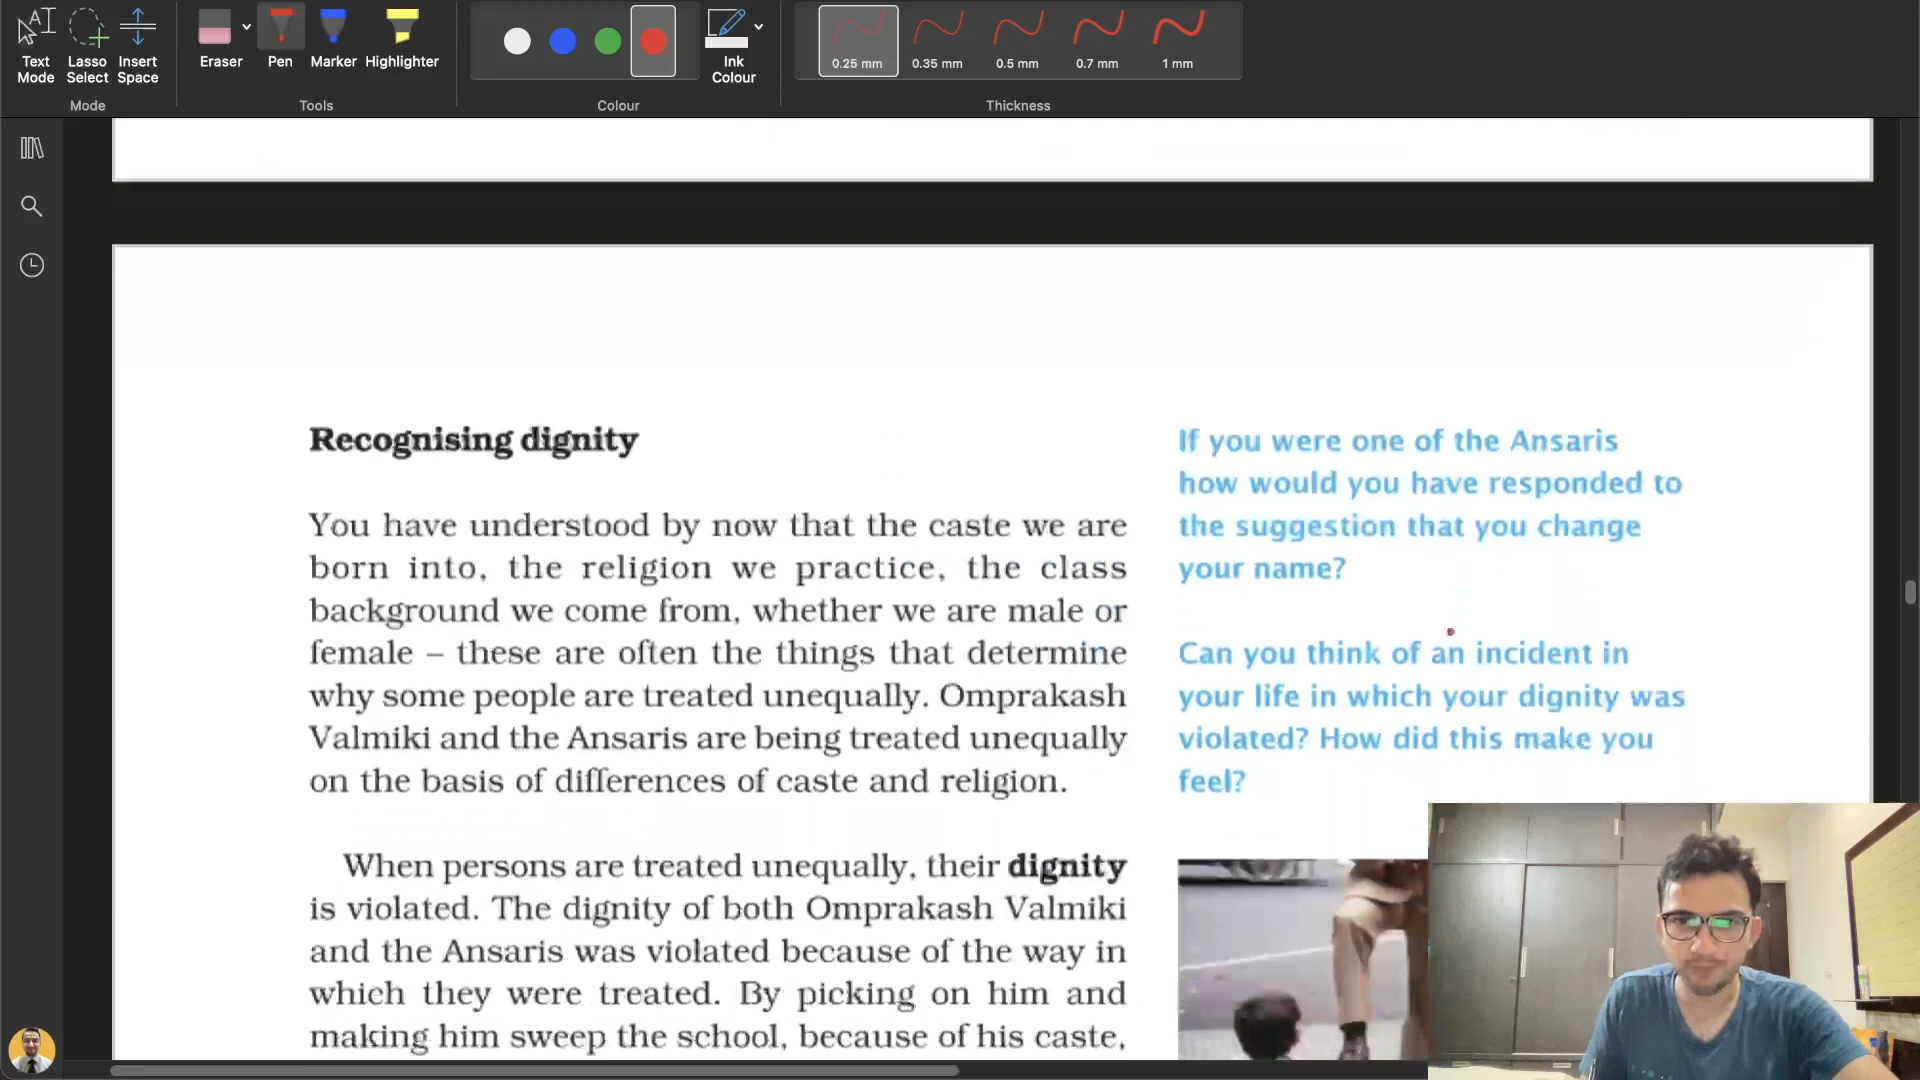 Text
Mode
Lasso
Select
Insert
Space
Mode
Eraser
Pen
Marker
Highlighter
Tools
Colour
Ink
Colour
0.25 mm
0.35 mm
0.5 mm
0.7 mm
1 mm
Thickness
Recognising dignity
You have understood by now that the caste we are
born into, the religion we practice, the class
background we come from, whether we are male or
female – these are often the things that determine
why some people are treated unequally. Omprakash
Valmiki and the Ansaris are being treated unequally
on the basis of differences of caste and religion.
When persons are treated unequally, their dignity
is violated. The dignity of both Omprakash Valmiki
and the Ansaris was violated because of the way in
which they were treated. By picking on him and
making him sweep the school, because of his caste,
If you were one of the Ansaris
how would you have responded to
the suggestion that you change
your name?
Can you think of an incident in
your life in which your dignity was
violated? How did this make you
feel?